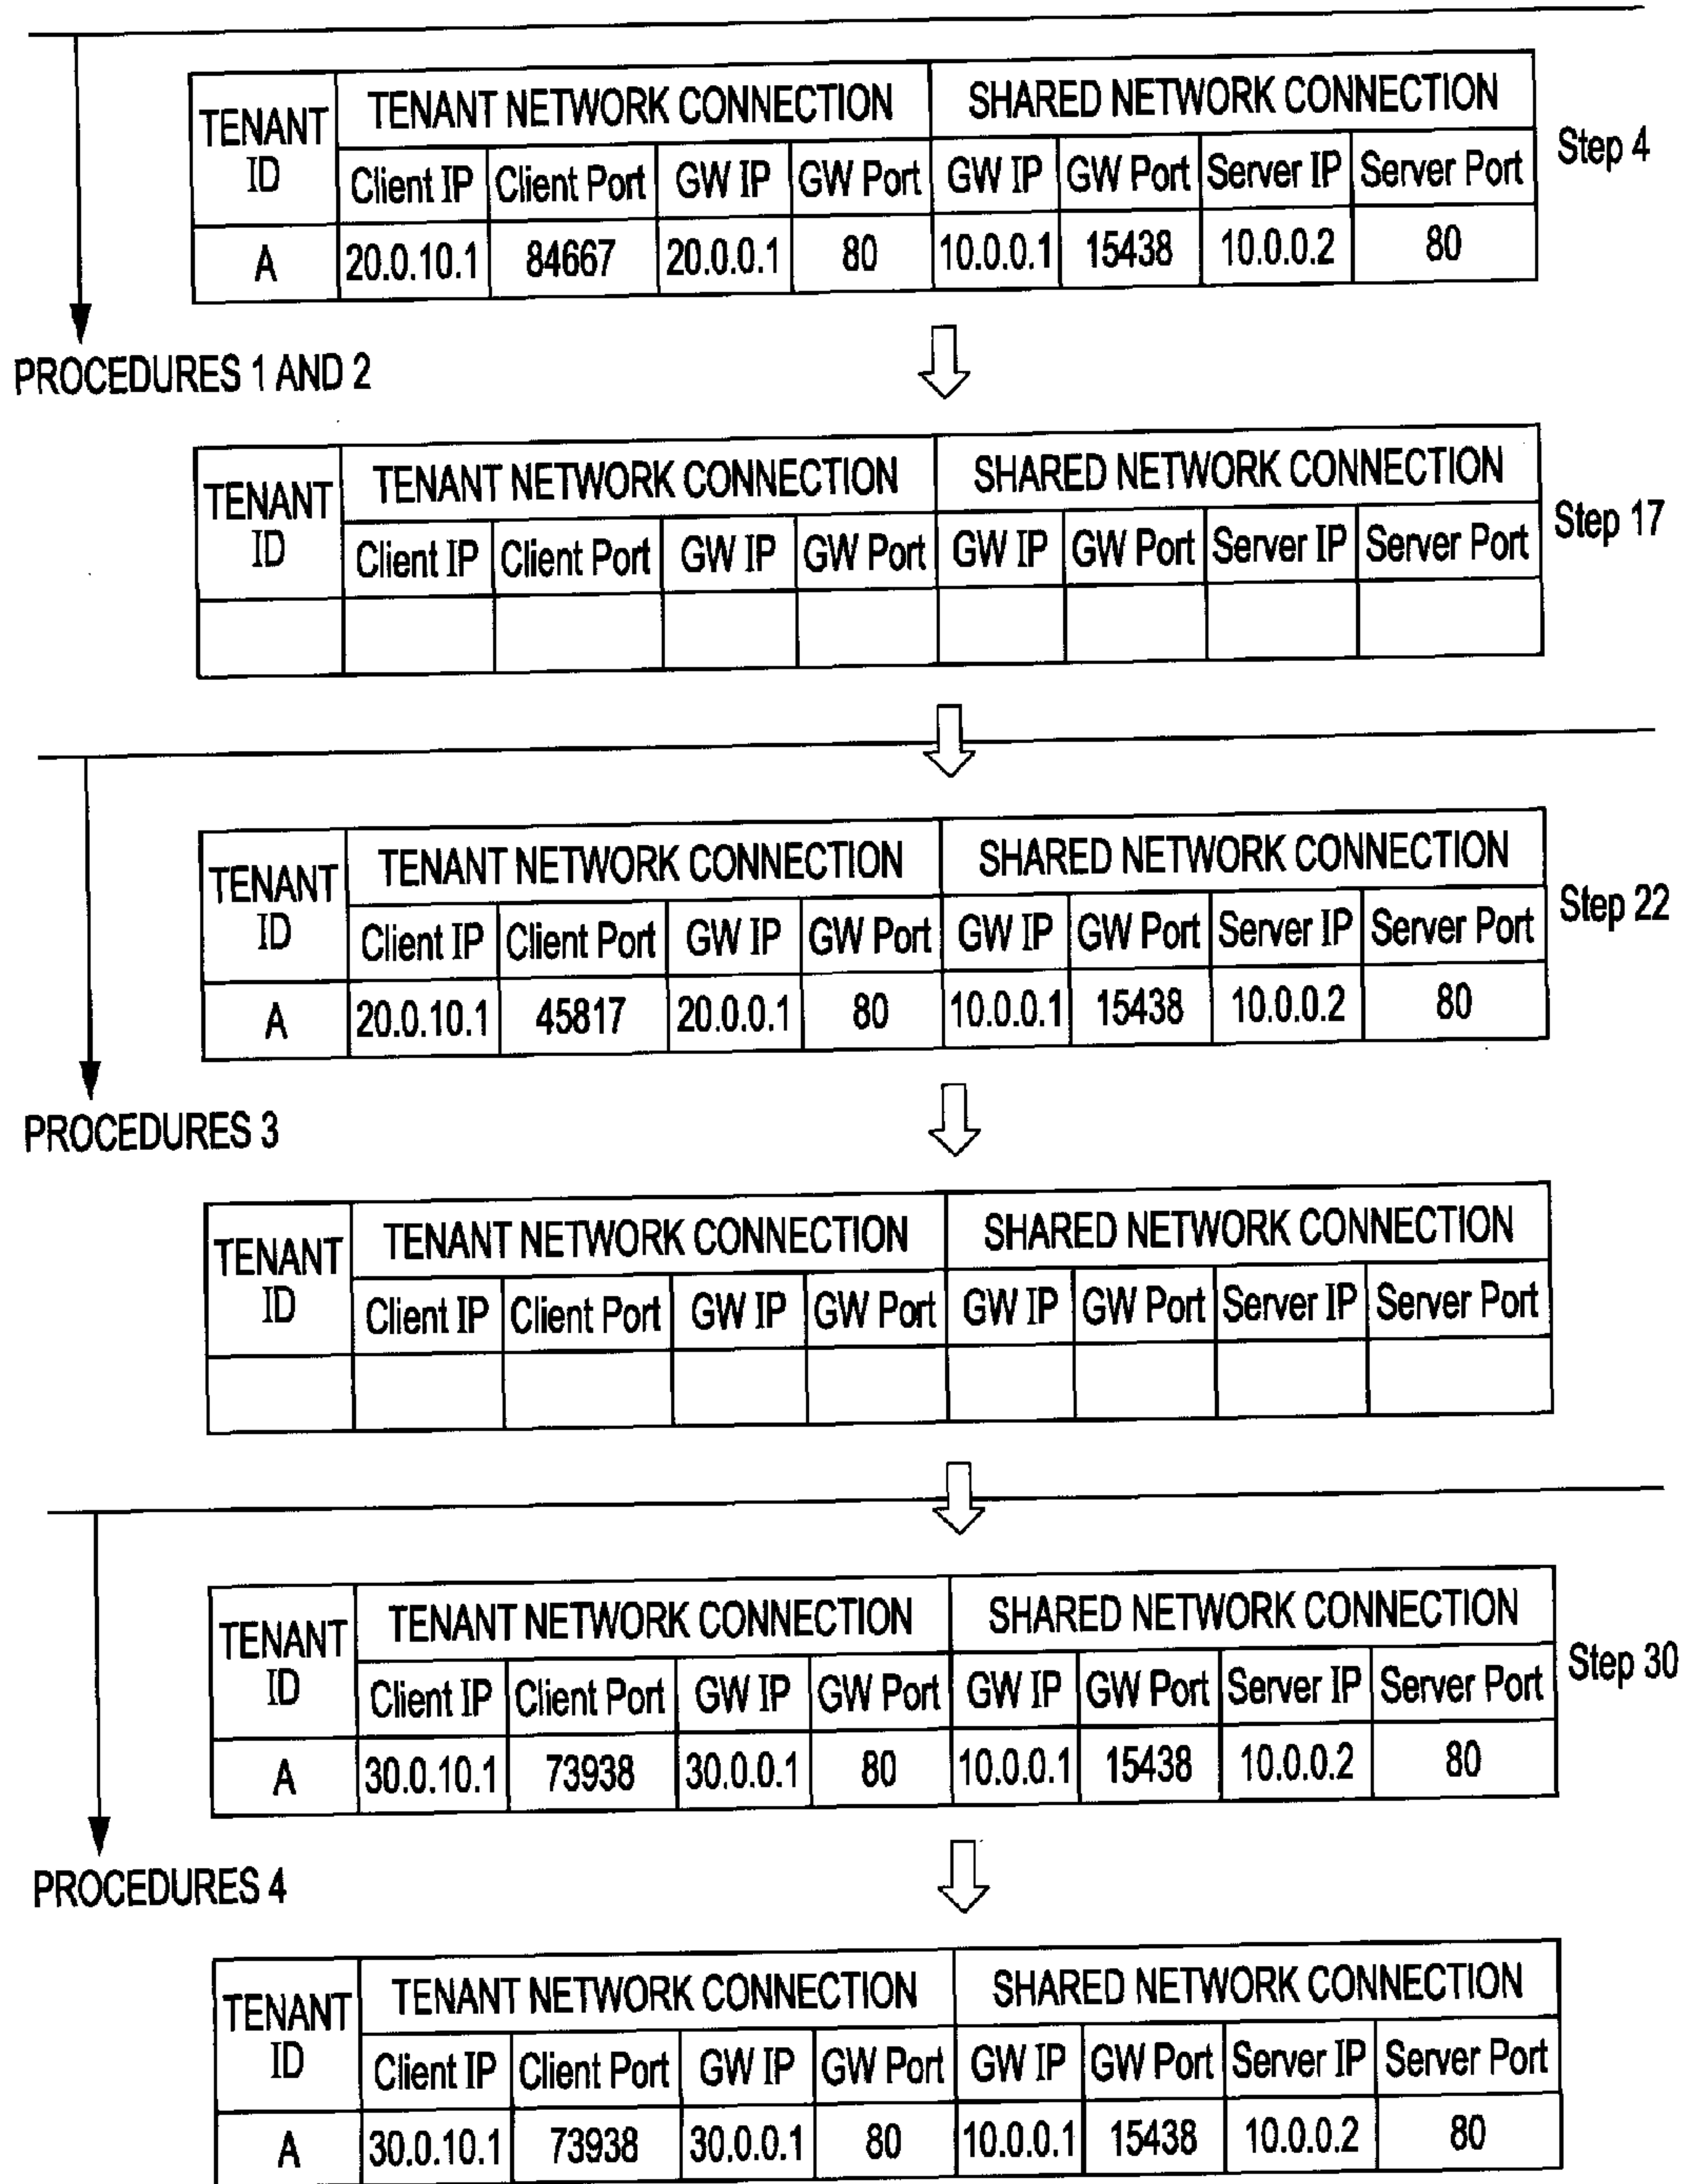 TENANT ID TENANT NETWORK CONNECTION SHARED NETWORK CONNECTION
Client IP Client Port GW IP GW Port GW IP GW Port Server IP Server Port
A 20.0.10.1 84667 20.0.0.1 80 10.0.0.1 15438 10.0.0.2 80
Step 4
PROCEDURES 1 AND 2
TENANT ID TENANT NETWORK CONNECTION SHARED NETWORK CONNECTION
Client IP Client Port GW IP GW Port GW IP GW Port Server IP Server Port
Step 17
TENANT ID TENANT NETWORK CONNECTION SHARED NETWORK CONNECTION
Client IP Client Port GW IP GW Port GW IP GW Port Server IP Server Port
A 20.0.10.1 45817 20.0.0.1 80 10.0.0.1 15438 10.0.0.2 80
Step 22
PROCEDURES 3
TENANT ID TENANT NETWORK CONNECTION SHARED NETWORK CONNECTION
Client IP Client Port GW IP GW Port GW IP GW Port Server IP Server Port
TENANT ID TENANT NETWORK CONNECTION SHARED NETWORK CONNECTION
Client IP Client Port GW IP GW Port GW IP GW Port Server IP Server Port
A 30.0.10.1 73938 30.0.0.1 80 10.0.0.1 15438 10.0.0.2 80
Step 30
PROCEDURES 4
TENANT ID TENANT NETWORK CONNECTION SHARED NETWORK CONNECTION
Client IP Client Port GW IP GW Port GW IP GW Port Server IP Server Port
A 30.0.10.1 73938 30.0.0.1 80 10.0.0.1 15438 10.0.0.2 80